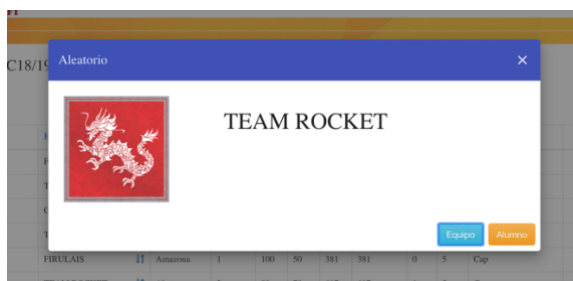 C18/19
Aleatorio ×
TEAM ROCKET
Equipo Alumno
FIRULAIS Amazona 1 100 50 381 381 0 5 Cap